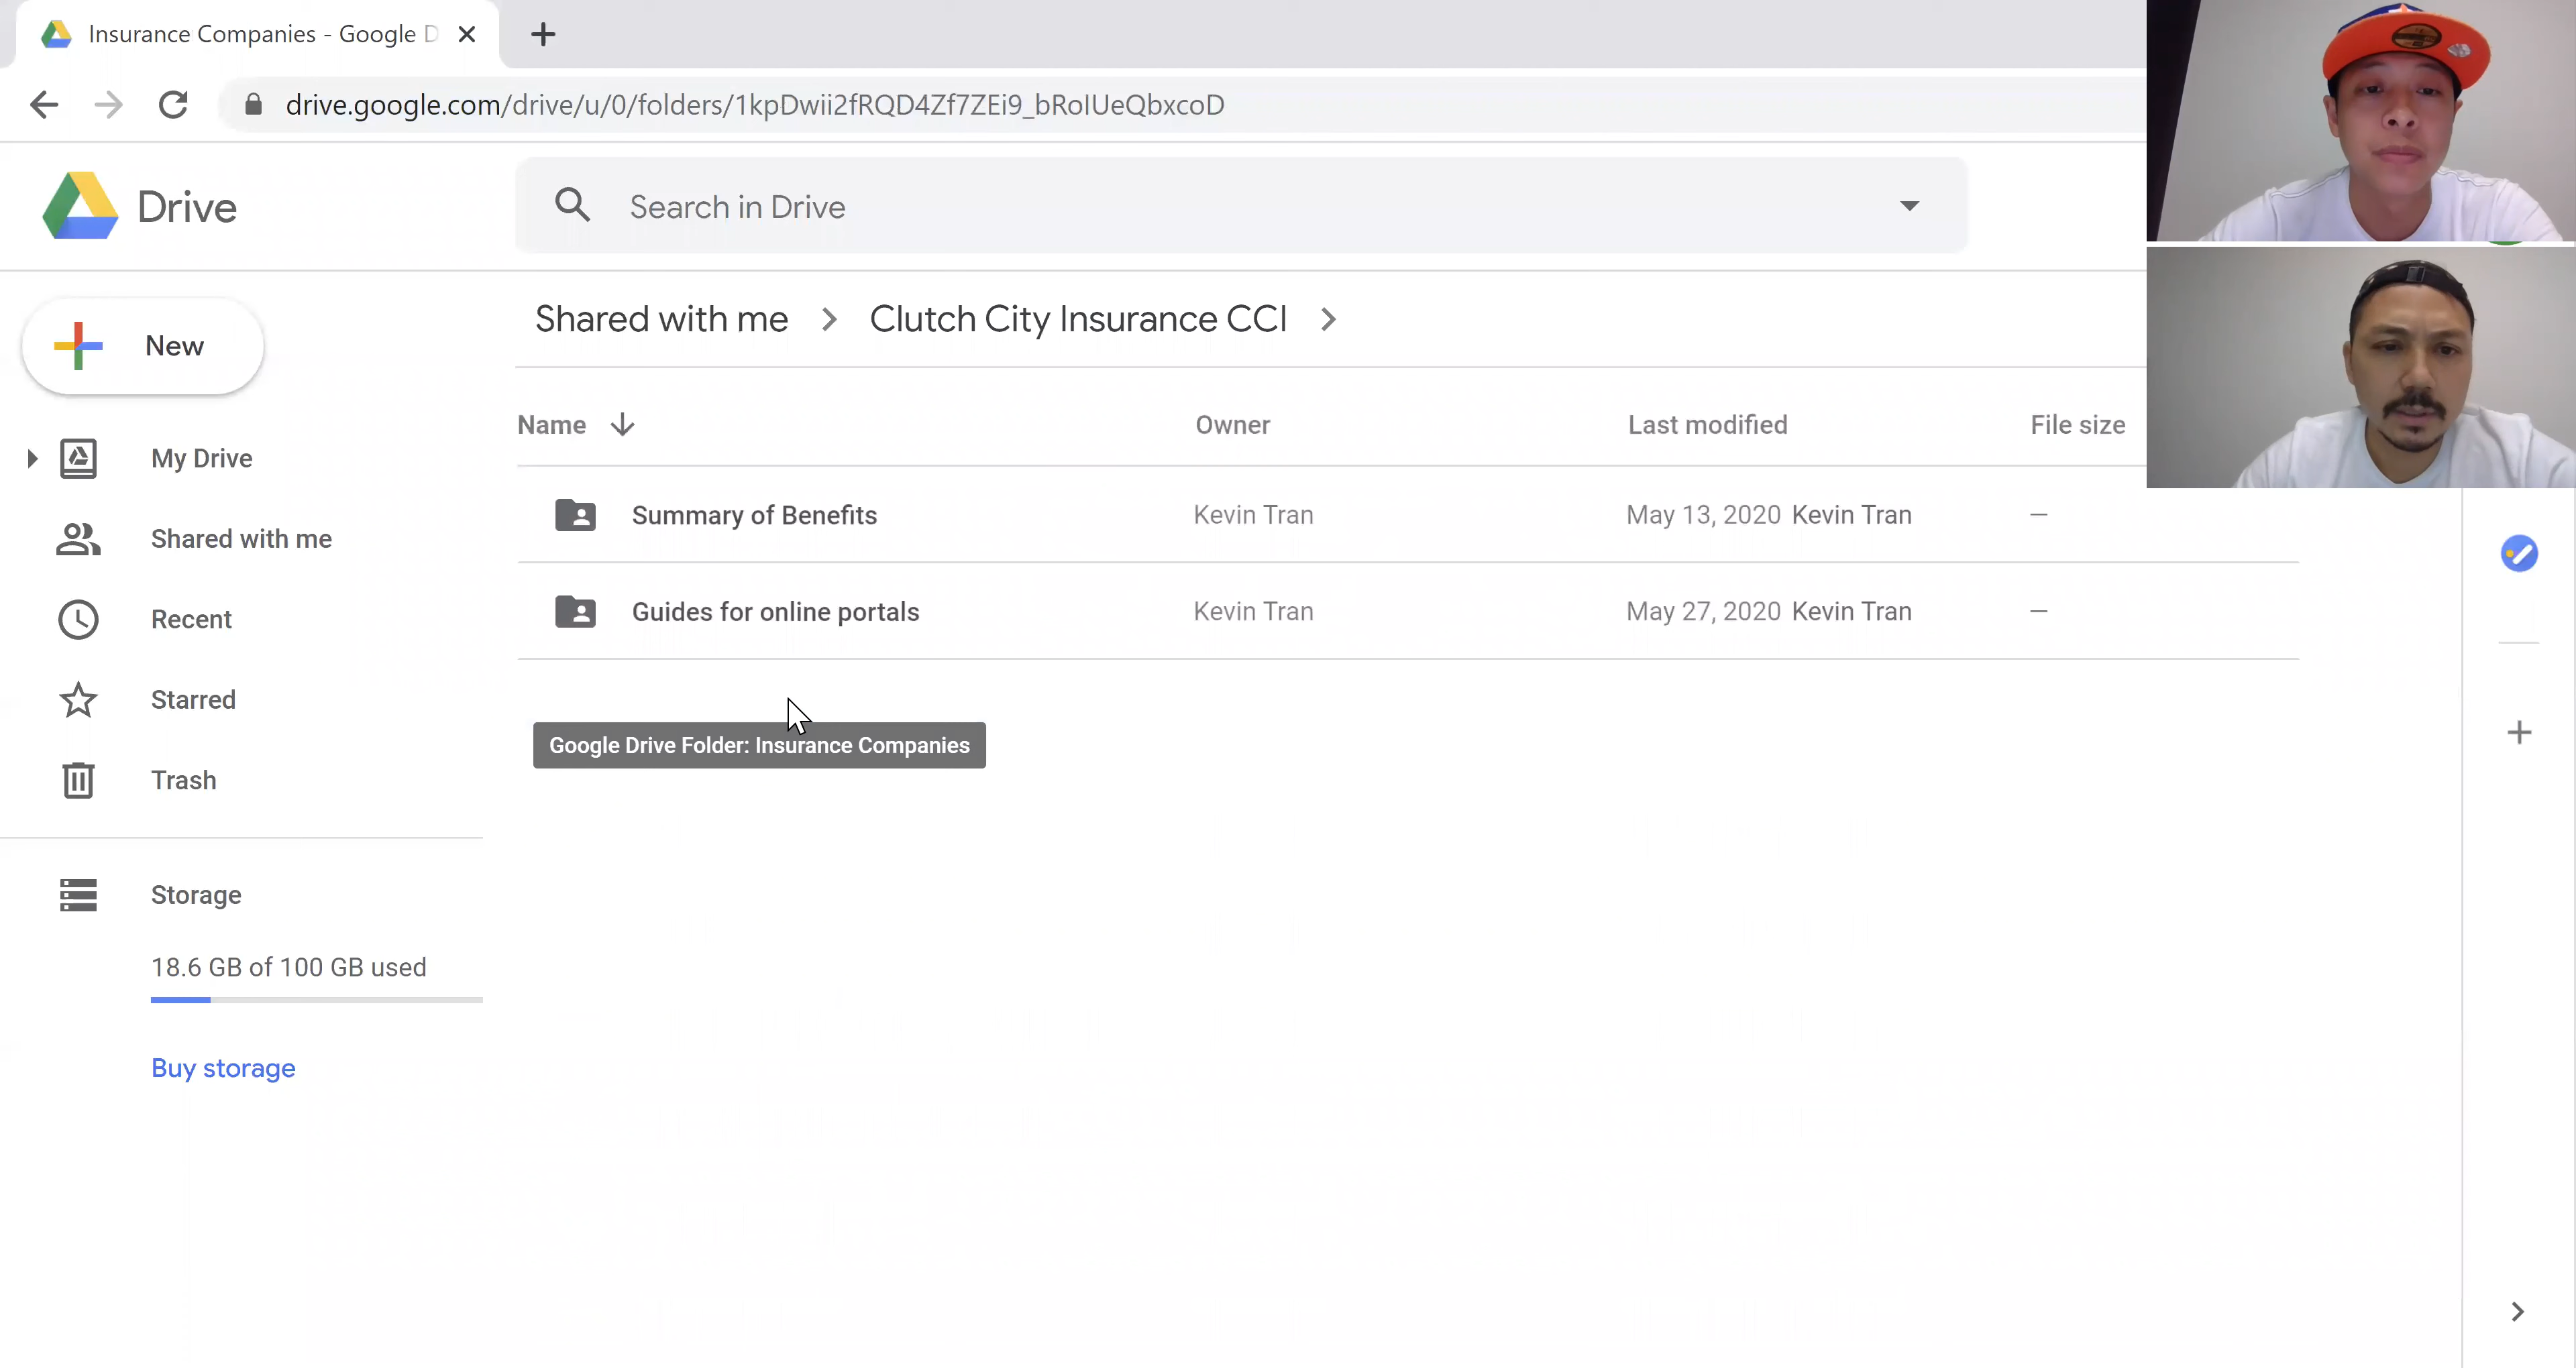 Insurance Companies - Google D
drive.google.com/drive/u/0/folders/1kpDwii2fRQD4Zf7ZEi9_bRoIUeQbxcoD
Drive
Search in Drive
New
Shared with me > Clutch City Insurance CCI >
Name Owner Last modified File size
Summary of Benefits Kevin Tran May 13, 2020 Kevin Tran —
Guides for online portals Kevin Tran May 27, 2020 Kevin Tran —
Google Drive Folder: Insurance Companies
My Drive
Shared with me
Recent
Starred
Trash
Storage
18.6 GB of 100 GB used
Buy storage